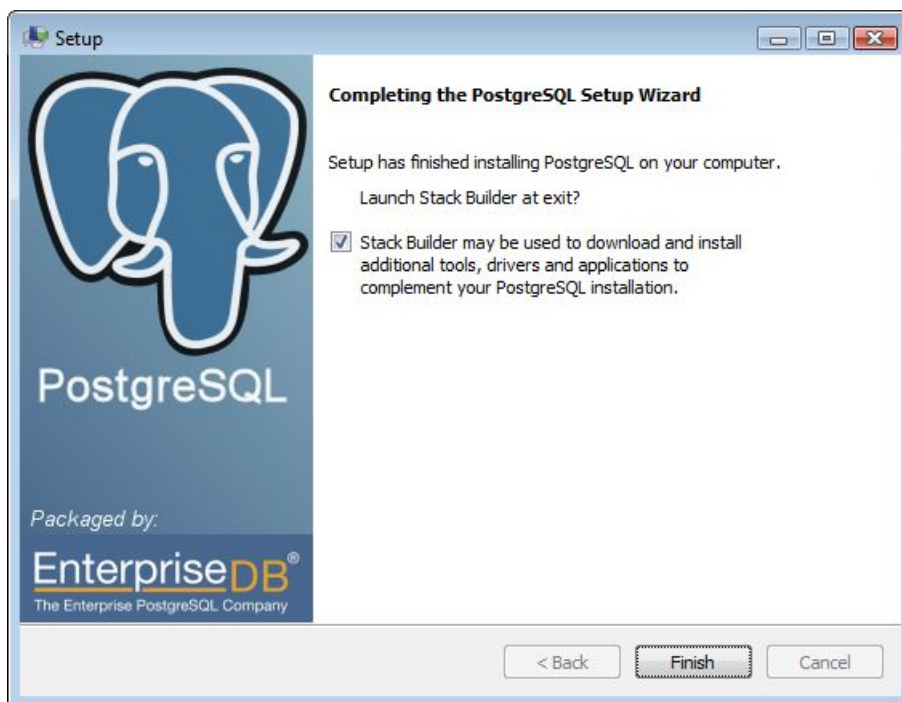 Setup
Completing the PostgreSQL Setup Wizard
Setup has finished installing PostgreSQL on your computer.
Launch Stack Builder at exit?
Stack Builder may be used to download and install
additional tools, drivers and applications to
complement your PostgreSQL installation.
PostgreSQL
Packaged by:
EnterpriseDB®
The Enterprise PostgreSQL Company
< Back
Finish
Cancel